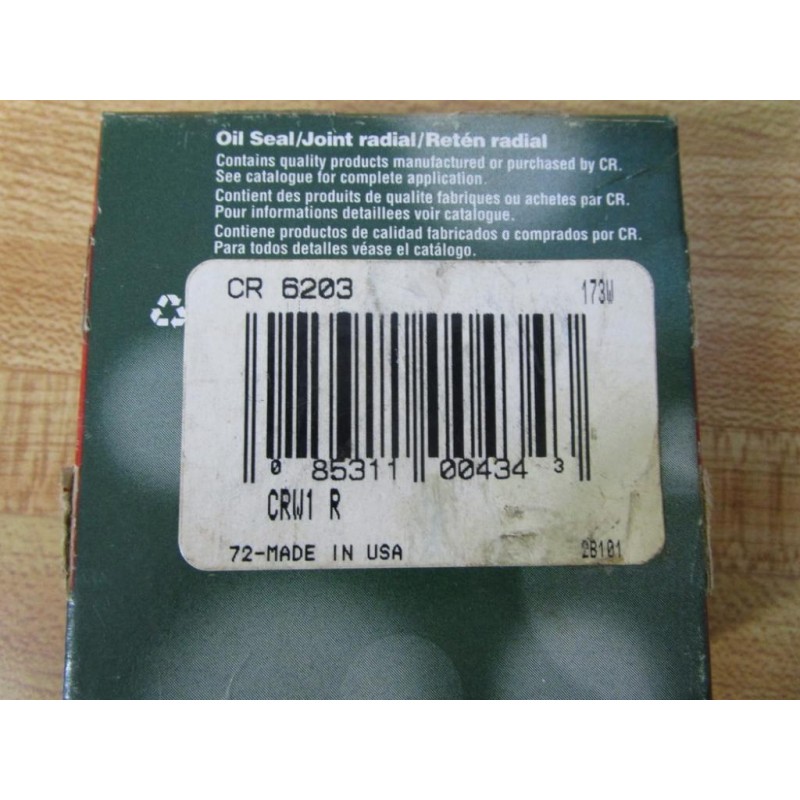 Oil Seal/Joint radial/Retén radial
Contains quality products manufactured or purchased by CR.
See catalogue for complete application.
Contient des produits de qualite fabriques ou achetes par CR.
Pour informations detaillees voir catalogue.
Contiene productos de calidad fabricados o comprados por CR.
Para todos detalles véase el catálogo.
CR 6203 173W
0 85311 00434 3
CRW1 R
72-MADE IN USA 2B101